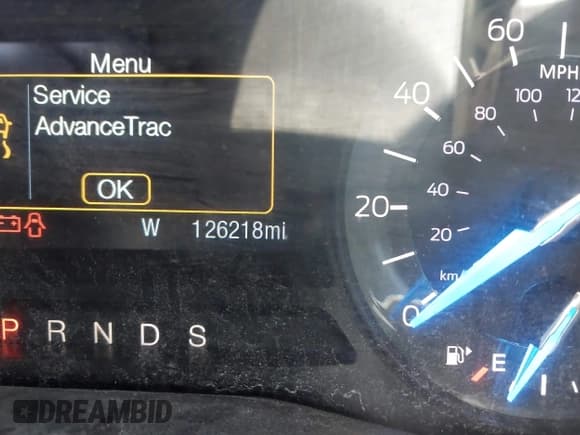 Menu
Service
AdvanceTrac
OK
W 126218mi
P R N D S
60
MPH
40
100
80
60
20
40
20
km/
0
E
DREAMBID